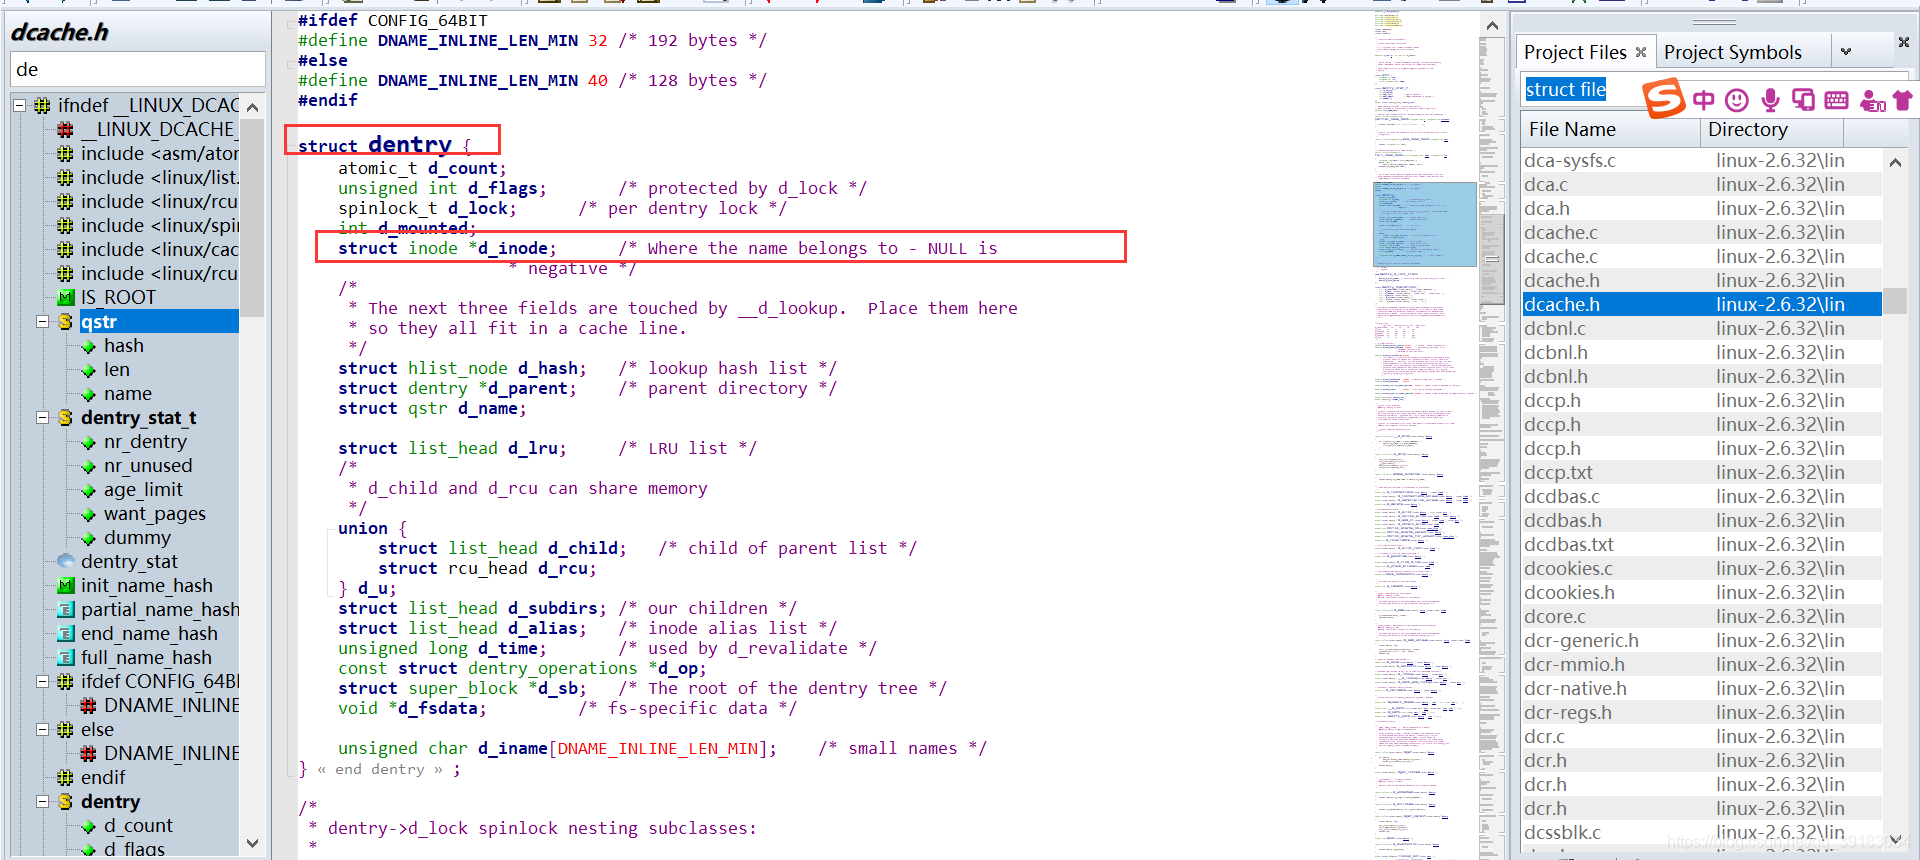 dcache.h
de
ifndef __LINUX_DCAC
__LINUX_DCACHE_
include <asm/ator
include <linux/list.
include <linux/rcu
include <linux/spi
include <linux/cac
include <linux/rcu
IS_ROOT
qstr
hash
len
name
dentry_stat_t
nr_dentry
nr_unused
age_limit
want_pages
dummy
dentry_stat
init_name_hash
partial_name_hash
end_name_hash
full_name_hash
ifdef CONFIG_64BI
DNAME_INLINE
else
DNAME_INLINE
endif
dentry
d_count
d_flags
#ifdef CONFIG_64BIT
#define DNAME_INLINE_LEN_MIN 32 /* 192 bytes */
#else
#define DNAME_INLINE_LEN_MIN 40 /* 128 bytes */
#endif
struct dentry {
atomic_t d_count;
unsigned int d_flags; /* protected by d_lock */
spinlock_t d_lock; /* per dentry lock */
int d_mounted;
struct inode *d_inode; /* Where the name belongs to - NULL is
* negative */
/*
* The next three fields are touched by __d_lookup. Place them here
* so they all fit in a cache line.
*/
struct hlist_node d_hash; /* lookup hash list */
struct dentry *d_parent; /* parent directory */
struct qstr d_name;
struct list_head d_lru; /* LRU list */
/*
* d_child and d_rcu can share memory
*/
union {
struct list_head d_child; /* child of parent list */
struct rcu_head d_rcu;
} d_u;
struct list_head d_subdirs; /* our children */
struct list_head d_alias; /* inode alias list */
unsigned long d_time; /* used by d_revalidate */
const struct dentry_operations *d_op;
struct super_block *d_sb; /* The root of the dentry tree */
void *d_fsdata; /* fs-specific data */
unsigned char d_iname[DNAME_INLINE_LEN_MIN]; /* small names */
} « end dentry » ;
/*
* dentry->d_lock spinlock nesting subclasses:
*
Project Files Project Symbols
struct file
S 中
File Name Directory
dca-sysfs.c linux-2.6.32\lin
dca.c linux-2.6.32\lin
dca.h linux-2.6.32\lin
dcache.c linux-2.6.32\lin
dcache.c linux-2.6.32\lin
dcache.h linux-2.6.32\lin
dcache.h linux-2.6.32\lin
dcbnl.c linux-2.6.32\lin
dcbnl.h linux-2.6.32\lin
dcbnl.h linux-2.6.32\lin
dccp.h linux-2.6.32\lin
dccp.h linux-2.6.32\lin
dccp.h linux-2.6.32\lin
dccp.txt linux-2.6.32\lin
dcdbas.c linux-2.6.32\lin
dcdbas.h linux-2.6.32\lin
dcdbas.txt linux-2.6.32\lin
dcookies.c linux-2.6.32\lin
dcookies.h linux-2.6.32\lin
dcore.c linux-2.6.32\lin
dcr-generic.h linux-2.6.32\lin
dcr-mmio.h linux-2.6.32\lin
dcr-native.h linux-2.6.32\lin
dcr-regs.h linux-2.6.32\lin
dcr.c linux-2.6.32\lin
dcr.h linux-2.6.32\lin
dcr.h linux-2.6.32\lin
dcr.h linux-2.6.32\lin
dcssblk.c linux-2.6.32\lin